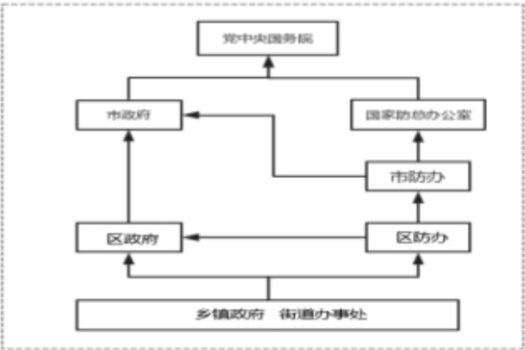 党中央国务院
市政府
国家防总办公室
市防办
区政府
区防办
乡镇政府 街道办事处